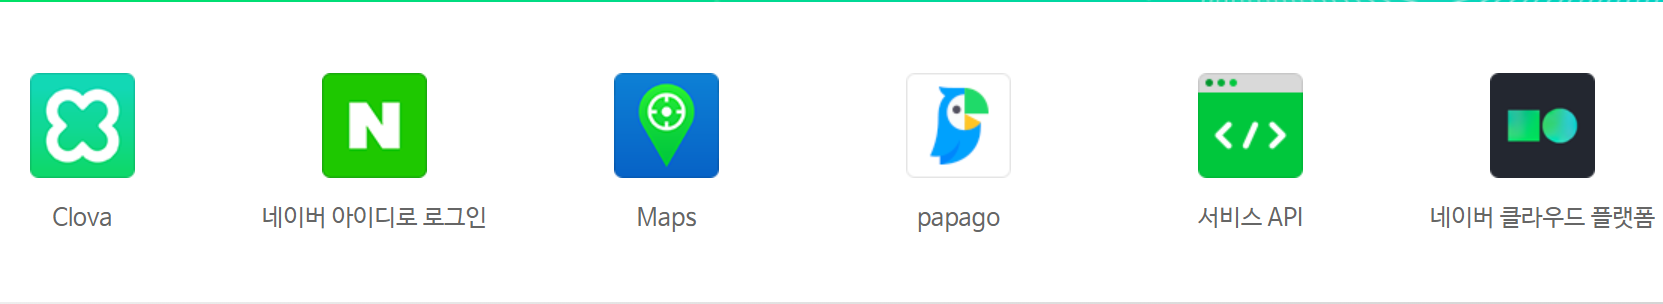 Clova
네이버 아이디로 로그인
Maps
papago
서비스 API
네이버 클라우드 플랫폼